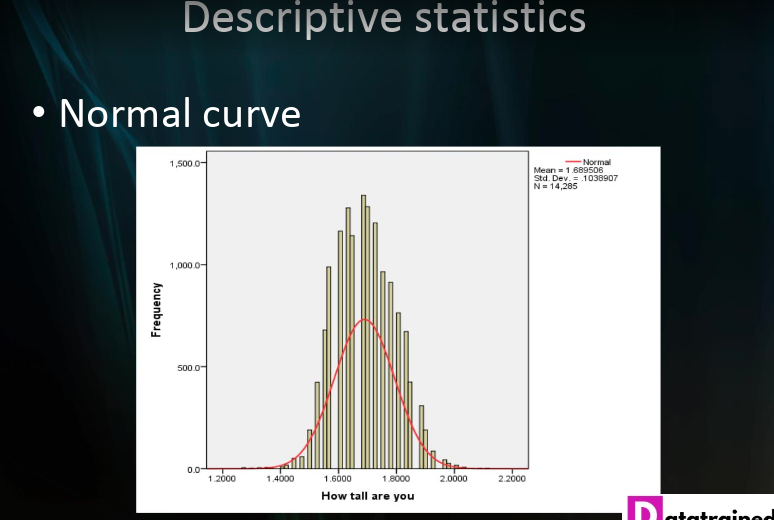 Descriptive statistics
• Normal curve
1,500.0
1,000.0
500.0
0.0
Frequency
1.2000 1.4000 1.6000 1.8000 2.0000 2.2000
How tall are you
Normal
Mean = 1.689506
Std. Dev. = .1038907
N = 14,285
Datatrained